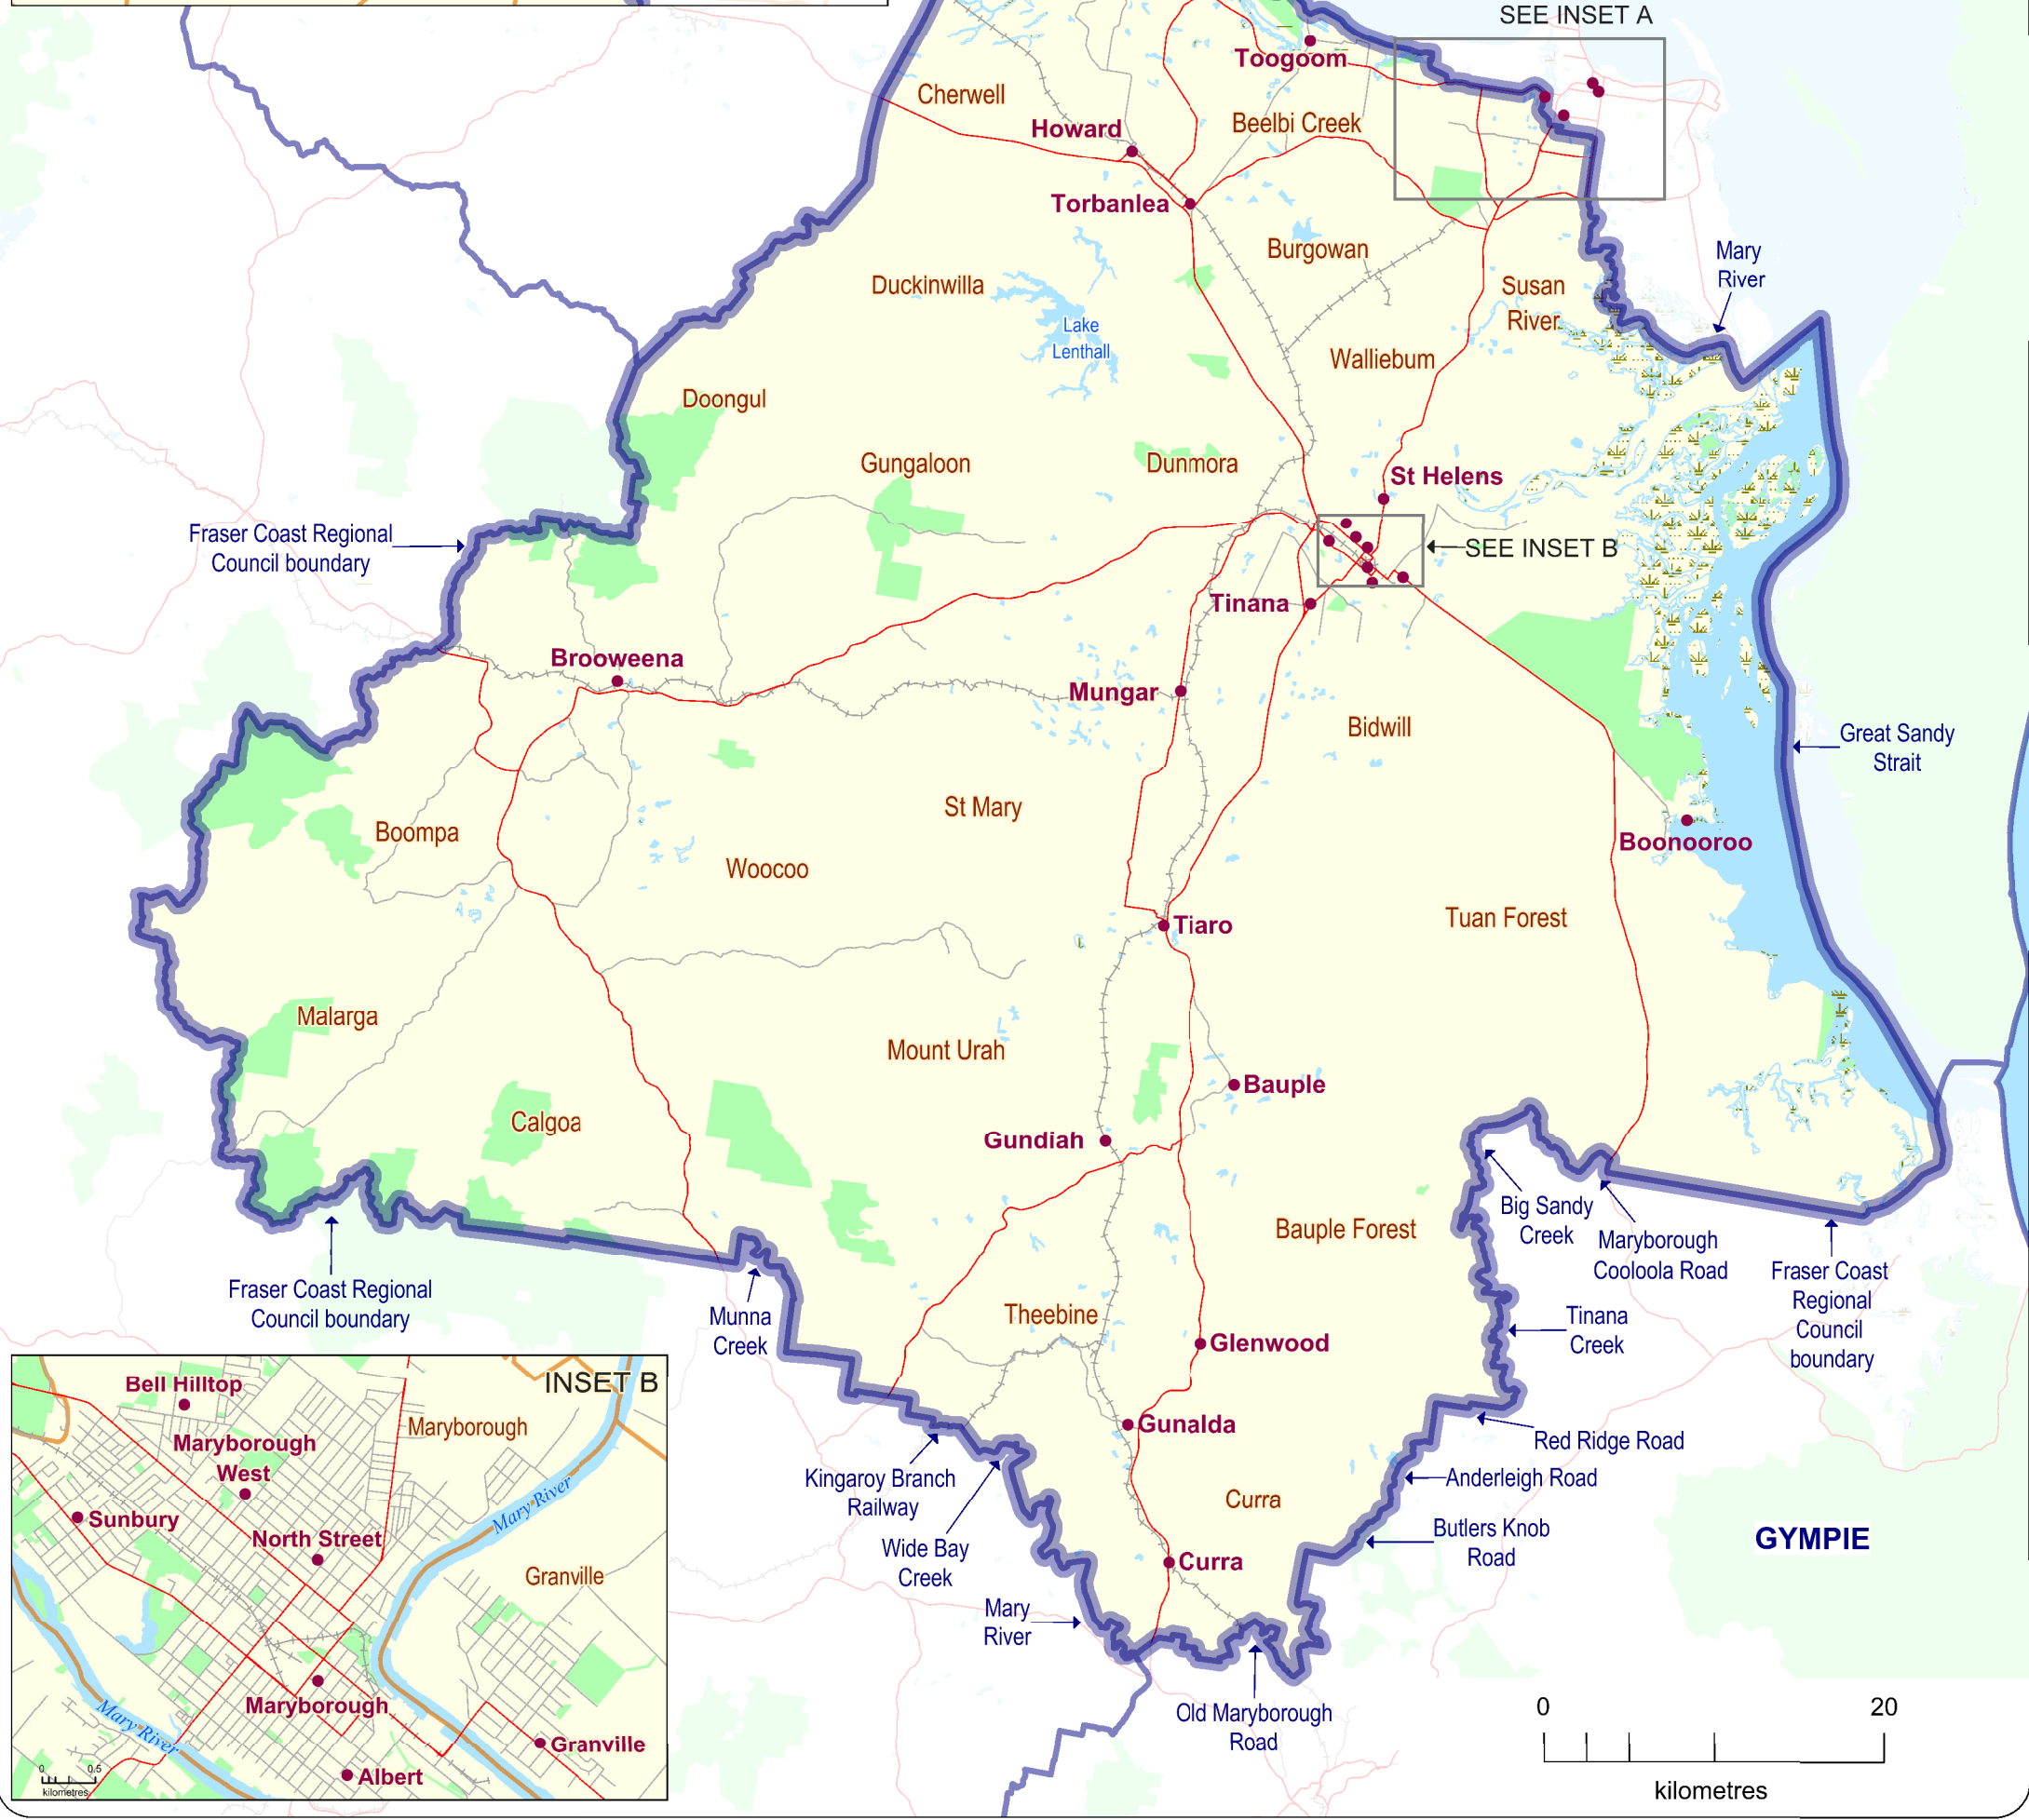 SEE INSET A
Toogoom
Cherwell
Beelbi Creek
Howard
Torbanlea
Burgowan
Mary
River
Duckinwilla
Susan
River
Lake
Lenthall
Walliebum
Doongul
Gungaloon
Dunmora
St Helens
Fraser Coast Regional
Council boundary
SEE INSET B
Tinana
Brooweena
Mungar
Bidwill
Great Sandy
Strait
St Mary
Boompa
Boonooroo
Woocoo
Tuan Forest
Tiaro
Malarga
Mount Urah
Bauple
Calgoa
Gundiah
Big Sandy
Creek
Bauple Forest
Maryborough
Cooloola Road
Fraser Coast
Regional
Council
boundary
Fraser Coast Regional
Council boundary
Munna
Creek
Theebine
Tinana
Creek
Glenwood
Gunalda
Red Ridge Road
Kingaroy Branch
Railway
Anderleigh Road
Curra
Butlers Knob
Road
GYMPIE
Wide Bay
Creek
Curra
Mary
River
Old Maryborough
Road
0 20
kilometres
INSET B
Bell Hilltop
Maryborough
Maryborough
West
Mary River
Sunbury
North Street
Granville
Maryborough
Mary River
Granville
Albert
0 0.5
kilometres